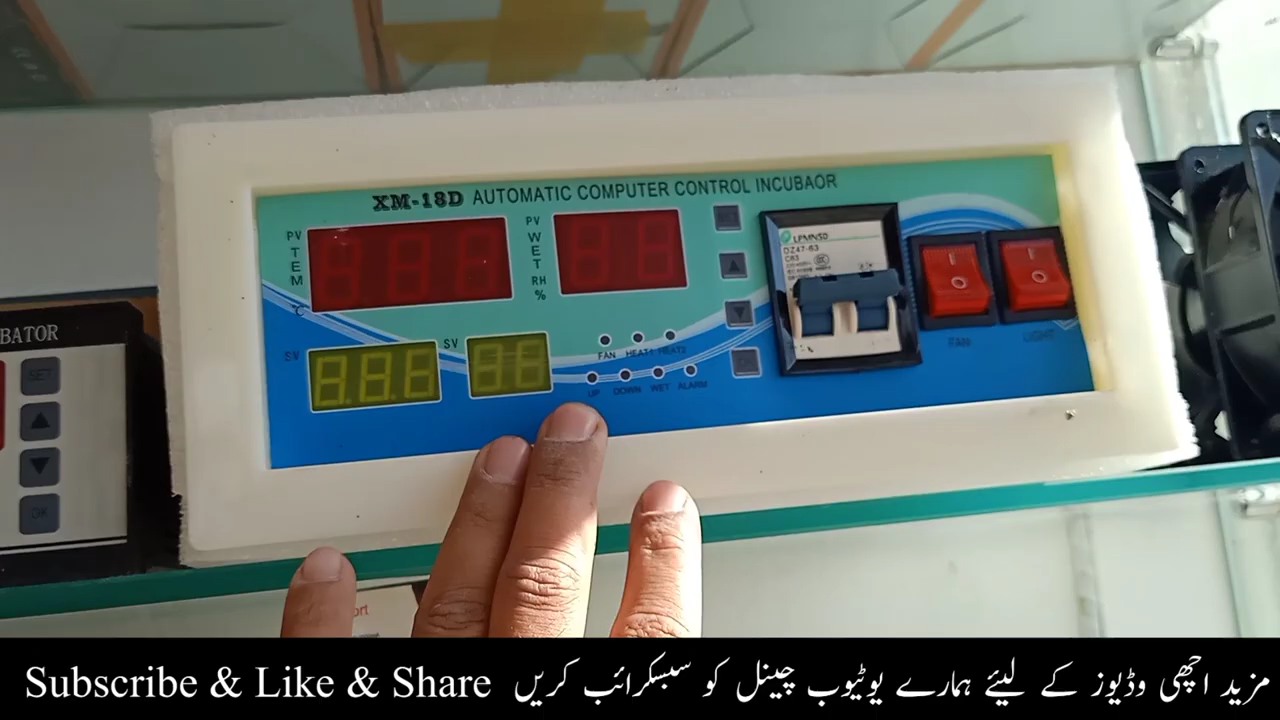 XM-18D AUTOMATIC COMPUTER CONTROL INCUBAOR
PV
TEM
°C
PV
WET
RH
%
SV
SV
FAN HEAT1 HEAT2
UP DOWN WET ALARM
DZ47-63
C63
FAN
LIGHT
BATOR
SET
OK
ort
Subscribe & Like & Share مزید اچھی وڈیوز کے لیئے ہمارے یوٹیوب چینل کو سبسکرائب کریں